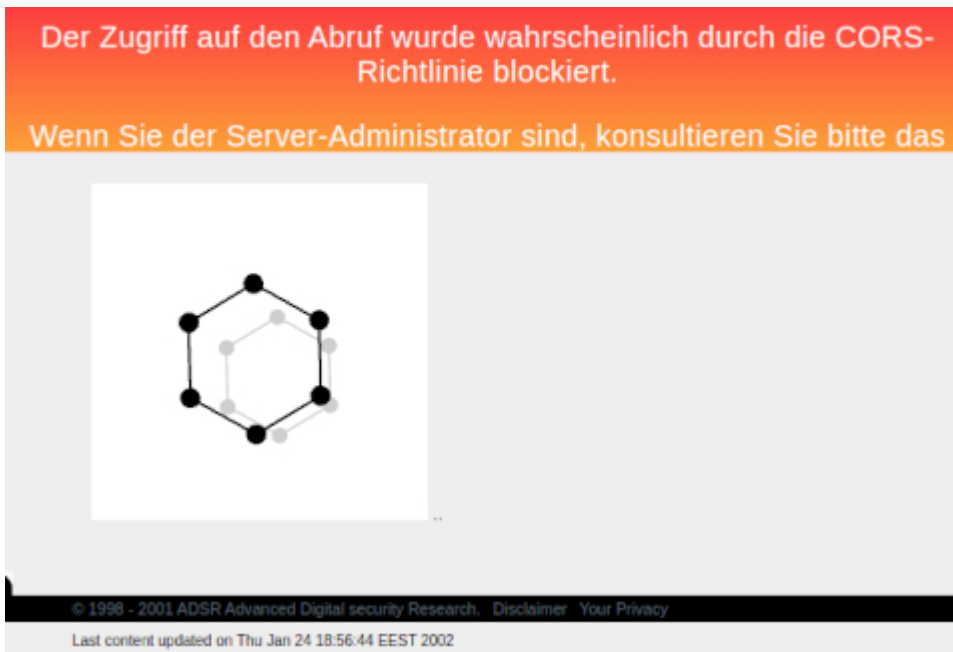 Der Zugriff auf den Abruf wurde wahrscheinlich durch die CORS-
Richtlinie blockiert.
Wenn Sie der Server-Administrator sind, konsultieren Sie bitte das
..
© 1998 - 2001 ADSR Advanced Digital security Research. Disclaimer Your Privacy
Last content updated on Thu Jan 24 18:56:44 EEST 2002